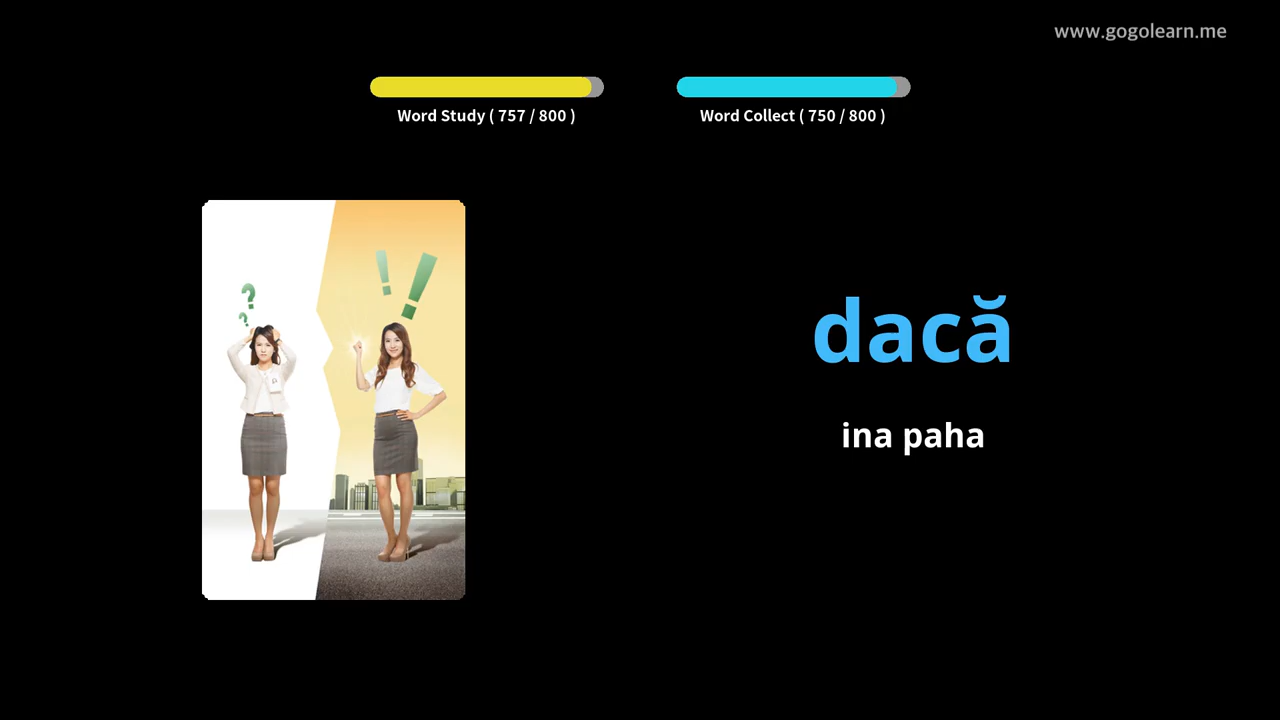 www.gogolearn.me
Word Study ( 757 / 800 )
Word Collect ( 750 / 800 )
? ! !
?
dacă
ina paha